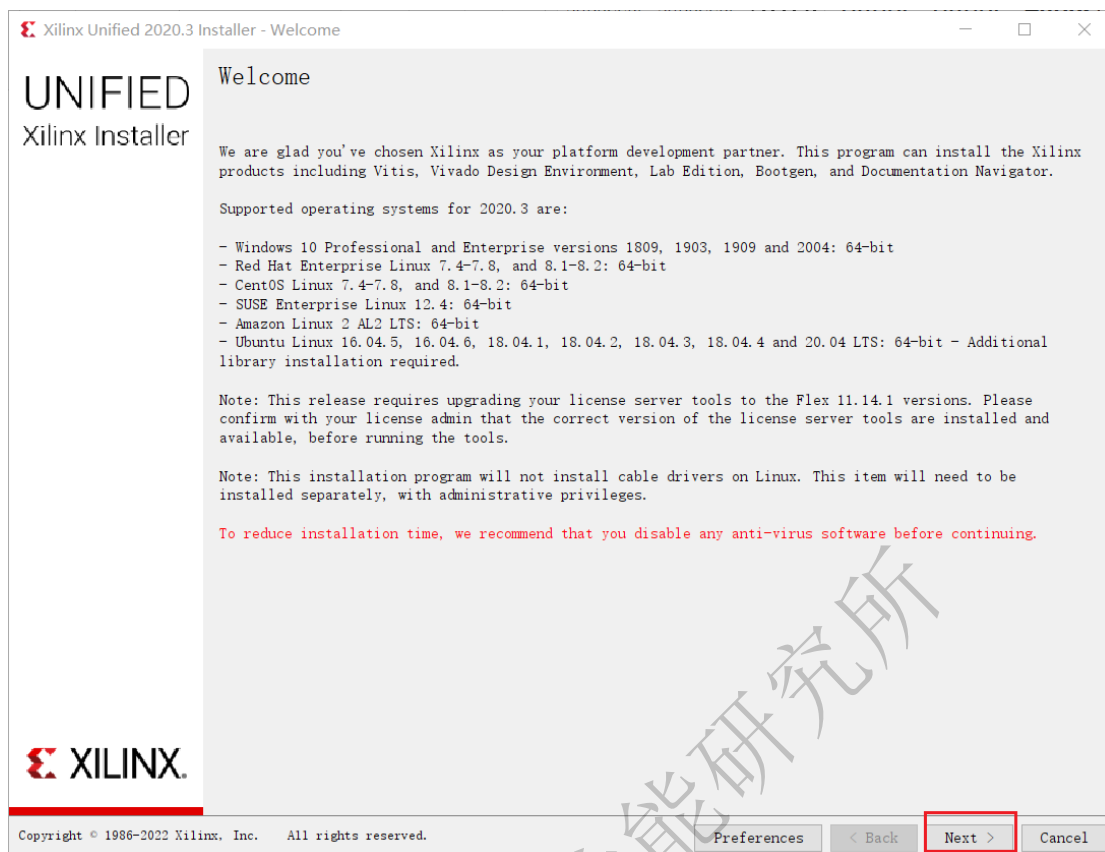 Xilinx Unified 2020.3 Installer - Welcome
UNIFIED
Xilinx Installer
Welcome
We are glad you've chosen Xilinx as your platform development partner. This program can install the Xilinx
products including Vitis, Vivado Design Environment, Lab Edition, Bootgen, and Documentation Navigator.
Supported operating systems for 2020.3 are:
- Windows 10 Professional and Enterprise versions 1809, 1903, 1909 and 2004: 64-bit
- Red Hat Enterprise Linux 7.4-7.8, and 8.1-8.2: 64-bit
- CentOS Linux 7.4-7.8, and 8.1-8.2: 64-bit
- SUSE Enterprise Linux 12.4: 64-bit
- Amazon Linux 2 AL2 LTS: 64-bit
- Ubuntu Linux 16.04.5, 16.04.6, 18.04.1, 18.04.2, 18.04.3, 18.04.4 and 20.04 LTS: 64-bit - Additional
library installation required.
Note: This release requires upgrading your license server tools to the Flex 11.14.1 versions. Please
confirm with your license admin that the correct version of the license server tools are installed and
available, before running the tools.
Note: This installation program will not install cable drivers on Linux. This item will need to be
installed separately, with administrative privileges.
To reduce installation time, we recommend that you disable any anti-virus software before continuing.
能研究所
XILINX.
Copyright © 1986-2022 Xilinx, Inc. All rights reserved.
Preferences
< Back
Next >
Cancel